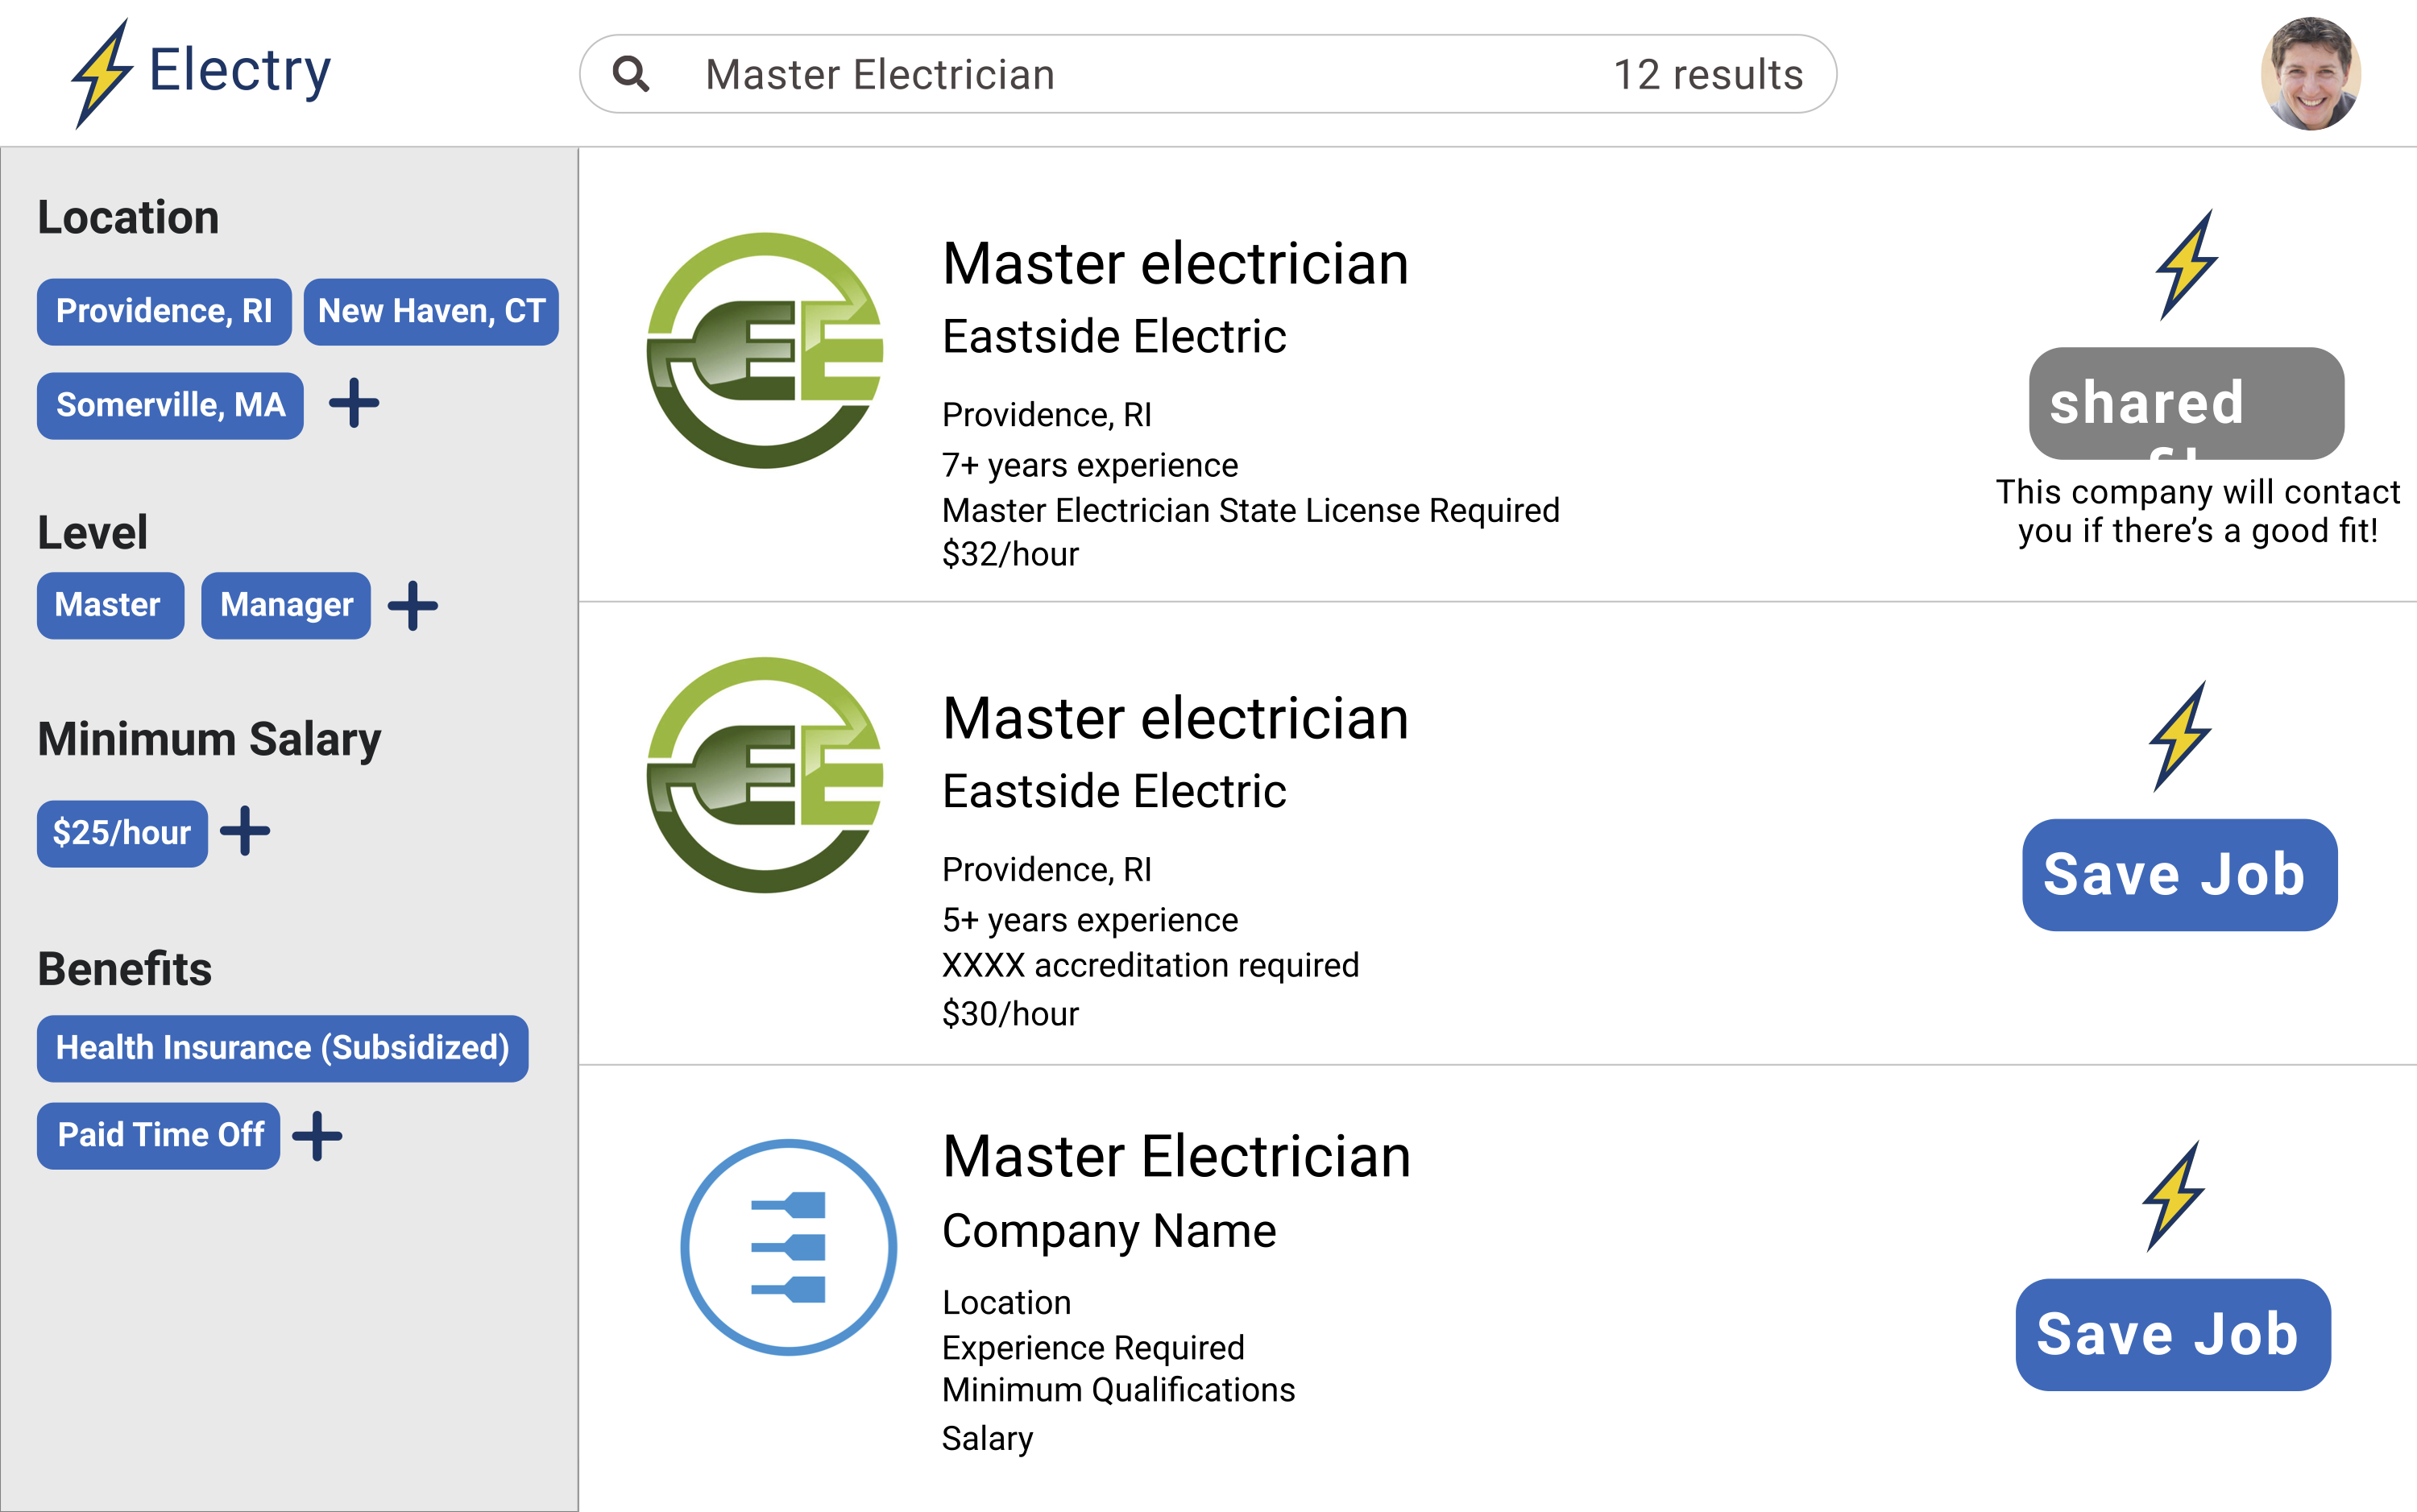 Electry
Master Electrician 12 results
Location
Providence, RI New Haven, CT
Somerville, MA
Level
Master Manager
Minimum Salary
$25/hour
Benefits
Health Insurance (Subsidized)
Paid Time Off
Master electrician
Eastside Electric
Providence, RI
7+ years experience
Master Electrician State License Required
$32/hour
shared
This company will contact
you if there’s a good fit!
Master electrician
Eastside Electric
Providence, RI
5+ years experience
XXXX accreditation required
$30/hour
Save Job
Master Electrician
Company Name
Location
Experience Required
Minimum Qualifications
Salary
Save Job